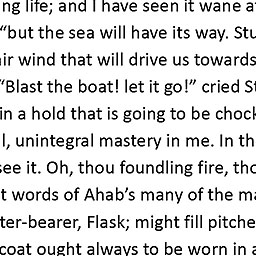 ng life; and I have seen it wane a
“but the sea will have its way. Stu
ir wind that will drive us towards
“Blast the boat! let it go!” cried S
in a hold that is going to be choc
l, unintegral mastery in me. In th
see it. Oh, thou foundling fire, tho
t words of Ahab’s many of the ma
ter-bearer, Flask; might fill pitche
coat ought always to be worn in a